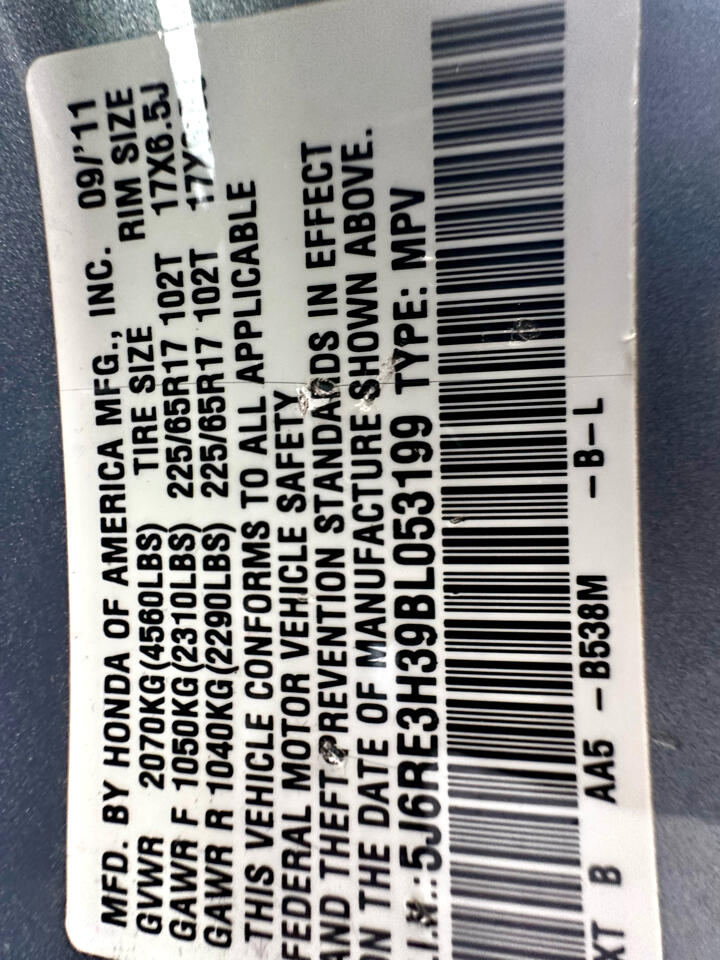 MFD. BY HONDA OF AMERICA MFG., INC. 09/'11
GVWR 2070KG(4560LBS) TIRE SIZE RIM SIZE
GAWR F 1050KG(2310LBS) 225/65R17 102T 17X6.5J
GAWR R 1040KG(2290LBS) 225/65R17 102T
THIS VEHICLE CONFORMS TO ALL APPLICABLE
FEDERAL MOTOR VEHICLE SAFETY
AND THEFT PREVENTION STANDARDS IN EFFECT
ON THE DATE OF MANUFACTURE SHOWN ABOVE.
5J6RE3H39BL053199 TYPE: MPV
XT B AA5 -B538M -B-L